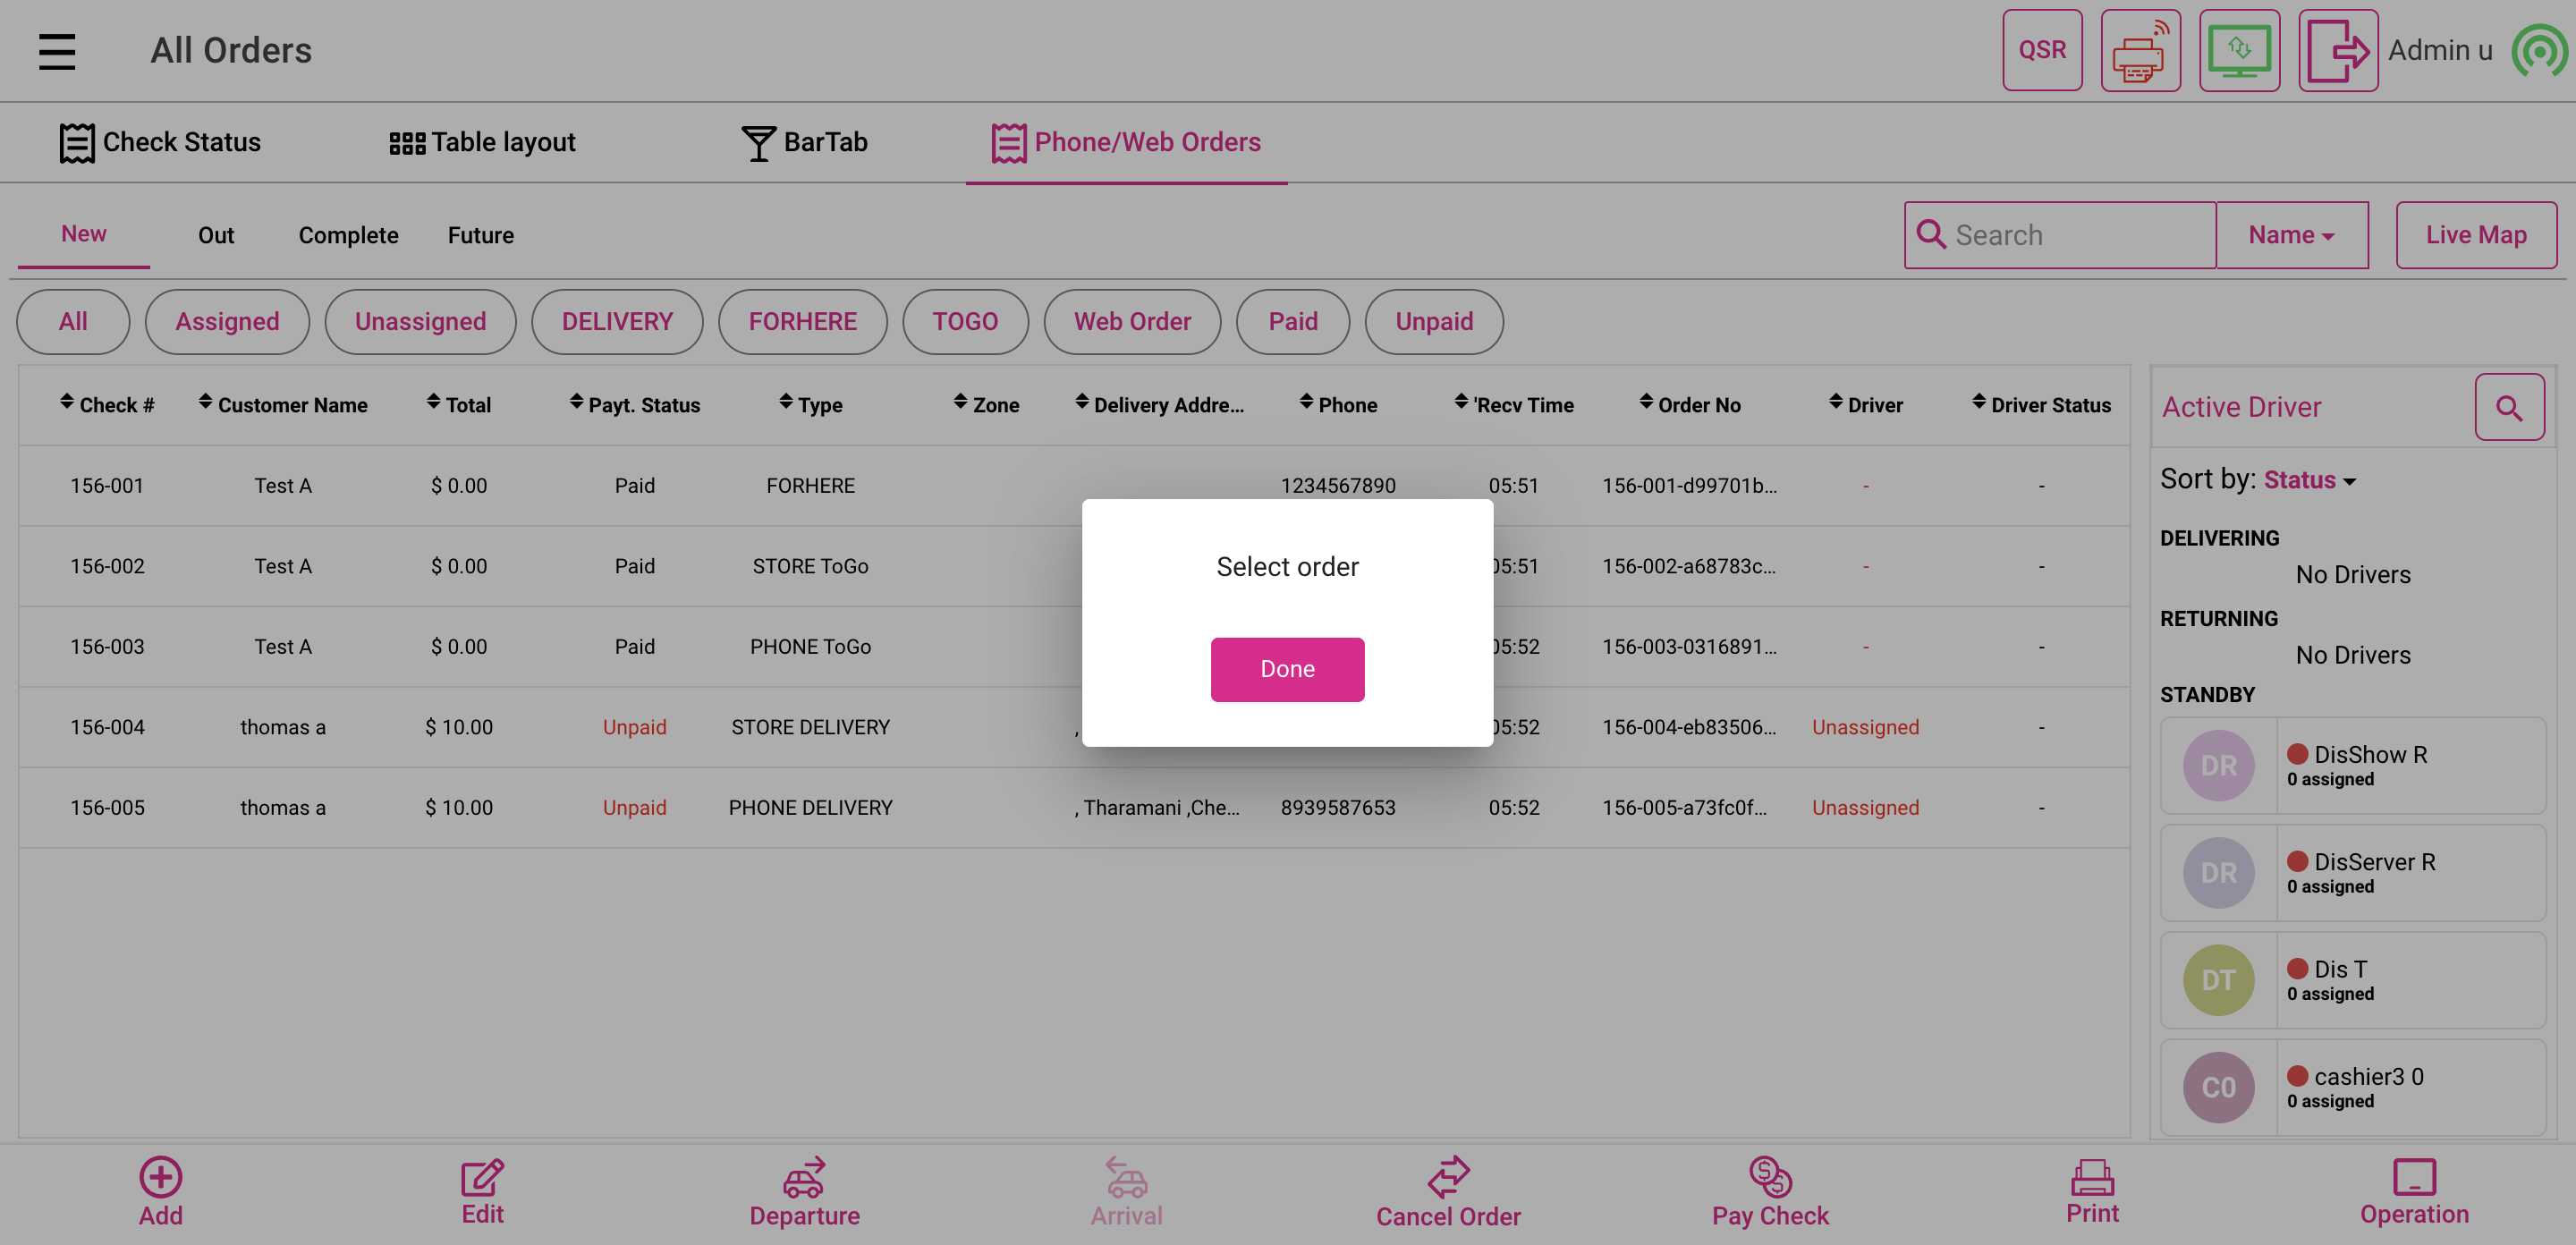 All Orders
QSR
Admin u
Check Status
Table layout
BarTab
Phone/Web Orders
New
Out
Complete
Future
Search
Name
Live Map
All
Assigned
Unassigned
DELIVERY
FORHERE
TOGO
Web Order
Paid
Unpaid
Check # Customer Name Total Payt. Status Type Zone Delivery Addre... Phone 'Recv Time Order No Driver Driver Status
156-001 Test A $ 0.00 Paid FORHERE 1234567890 05:51 156-001-d99701b... - -
156-002 Test A $ 0.00 Paid STORE ToGo 05:51 156-002-a68783c... - -
156-003 Test A $ 0.00 Paid PHONE ToGo 05:52 156-003-0316891... - -
156-004 thomas a $ 10.00 Unpaid STORE DELIVERY , 05:52 156-004-eb83506... Unassigned -
156-005 thomas a $ 10.00 Unpaid PHONE DELIVERY , Tharamani ,Che... 8939587653 05:52 156-005-a73fc0f... Unassigned -
Select order
Done
Active Driver
Sort by: Status
DELIVERING
No Drivers
RETURNING
No Drivers
STANDBY
DR
DisShow R
0 assigned
DR
DisServer R
0 assigned
DT
Dis T
0 assigned
C0
cashier3 0
0 assigned
Add
Edit
Departure
Arrival
Cancel Order
Pay Check
Print
Operation